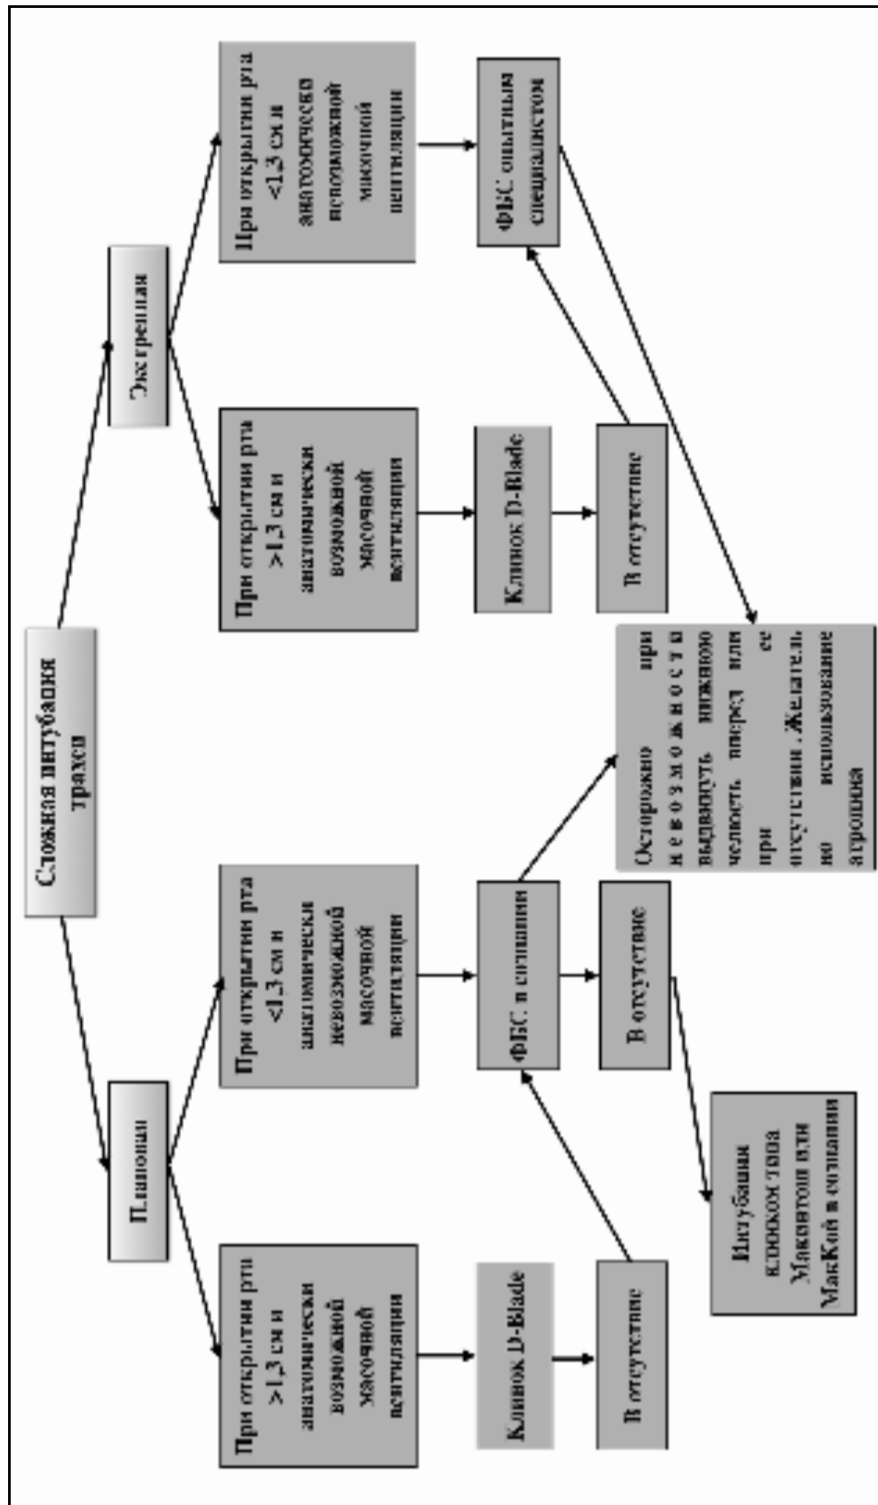 Сложная интубация
трахеи
Плановая
Экстренная
При открытии рта
>1,3 см и
анатомически
возможной
масочной
вентиляции
При открытии рта
<1,3 см и
анатомически
невозможной
масочной
вентиляции
При открытии рта
>1,3 см и
анатомически
возможной
масочной
вентиляции
При открытии рта
<1,3 см и
анатомически
невозможной
масочной
вентиляции
Клинок D-Blade
ФБС в сознании
Клинок D-Blade
ФБС опытным
специалистом
В отсутствие
В отсутствие
В отсутствие
Осторожно при
невозможности
выдвинуть нижнюю
челюсть вперед или
при ее
отсутствии. Желатель
но использование
атропина
Интубация
клинком типа
Макинтош или
МакКой в сознании